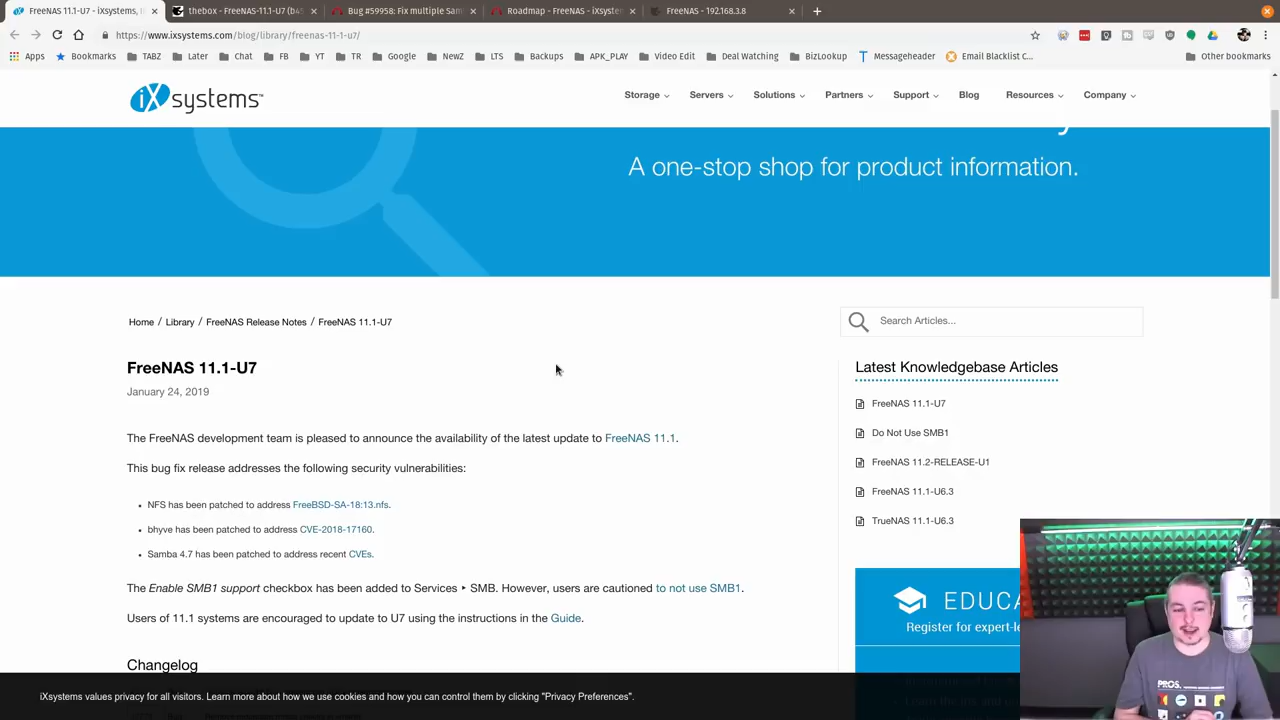 FreeNAS 11.1-U7 - iXsystems, I
thebox - FreeNAS-11.1-U7 (b45
Bug #59958: Fix multiple Sam
Roadmap - FreeNAS - iXsystem
FreeNAS - 192.168.3.8
https://www.ixsystems.com/blog/library/freenas-11-1-u7/
Apps
Bookmarks
TABZ
Later
Chat
FB
YT
TR
Google
NewZ
LTS
Backups
APK_PLAY
Video Edit
Deal Watching
BizLookup
Messageheader
Email Blacklist C...
Other bookmarks
iXsystems™
Storage
Servers
Solutions
Partners
Support
Blog
Resources
Company
A one-stop shop for product information.
Home / Library / FreeNAS Release Notes / FreeNAS 11.1-U7
Search Articles...
FreeNAS 11.1-U7
January 24, 2019
The FreeNAS development team is pleased to announce the availability of the latest update to FreeNAS 11.1.
This bug fix release addresses the following security vulnerabilities:
• NFS has been patched to address FreeBSD-SA-18:13.nfs.
• bhyve has been patched to address CVE-2018-17160.
• Samba 4.7 has been patched to address recent CVEs.
The Enable SMB1 support checkbox has been added to Services ‣ SMB. However, users are cautioned to not use SMB1.
Users of 11.1 systems are encouraged to update to U7 using the instructions in the Guide.
Changelog
Latest Knowledgebase Articles
FreeNAS 11.1-U7
Do Not Use SMB1
FreeNAS 11.2-RELEASE-U1
FreeNAS 11.1-U6.3
TrueNAS 11.1-U6.3
EDUCA
Register for expert-le
iXsystems values privacy for all visitors. Learn more about how we use cookies and how you can control them by clicking "Privacy Preferences".
PROS.